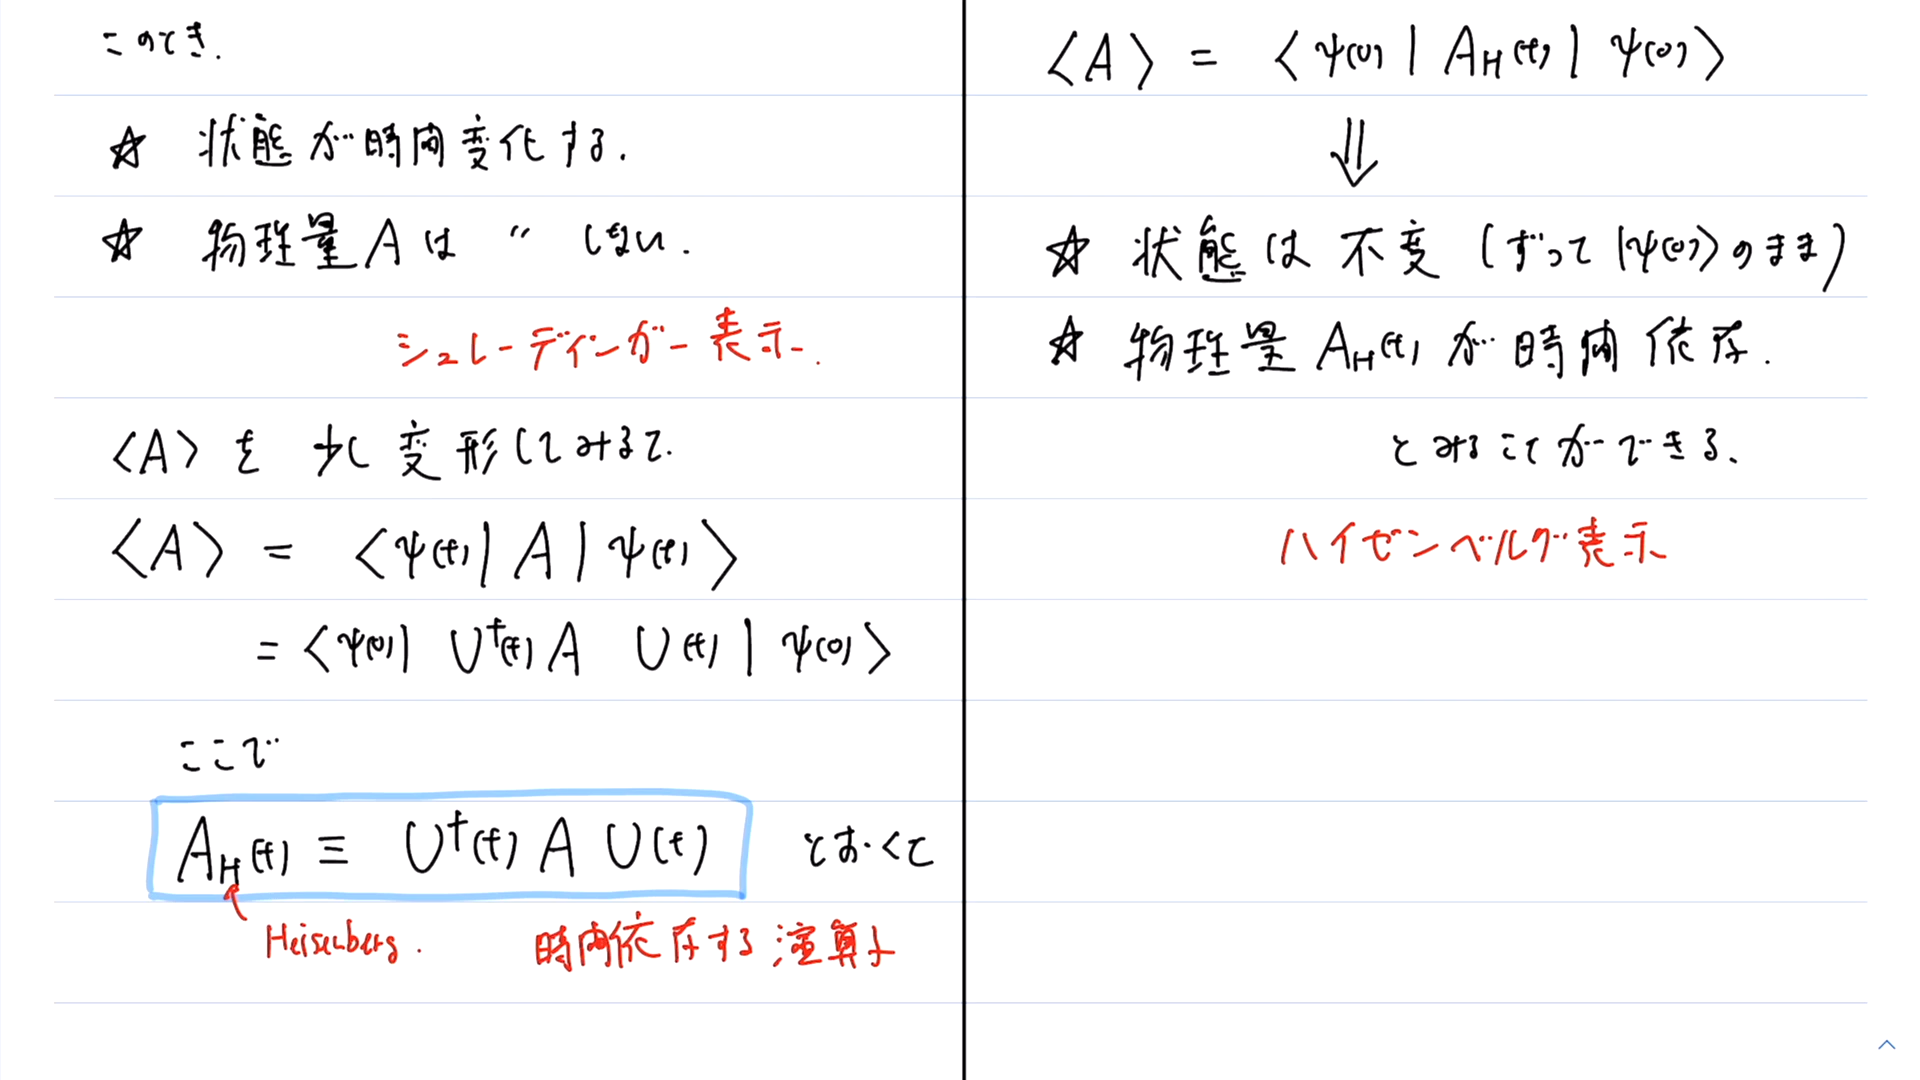 このとき.
☆ 状態が時間変化する.
☆ 物理量Aは 〃 しない.
シュレーディンガー表示.
〈A〉を 少し変形してみると.
〈A〉 = 〈ψ(t)| A | ψ(t)〉
= 〈ψ(0)| U†(t) A U(t) | ψ(0)〉
ここで
A_H(t) ≡ U†(t) A U(t) とおくと
Heisenberg. 時間依存する演算子
〈A〉 = 〈ψ(0) | A_H(t) | ψ(0)〉
⇓
☆ 状態は不変 (ずっと |ψ(0)〉のまま)
☆ 物理量 A_H(t) が時間依存.
とみることができる.
ハイゼンベルグ表示